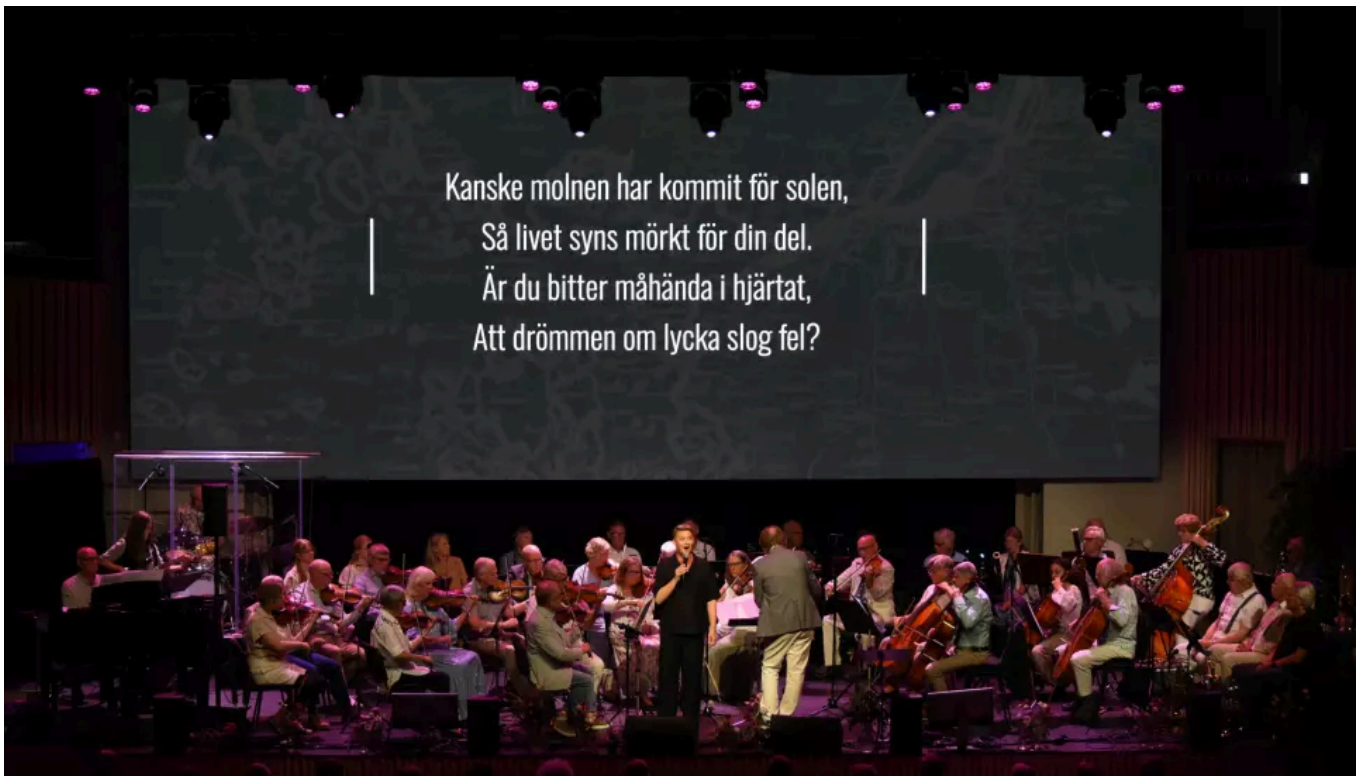 Kanske molnen har kommit för solen,
Så livet syns mörkt för din del.
Är du bitter måhända i hjärtat,
Att drömmen om lycka slog fel?